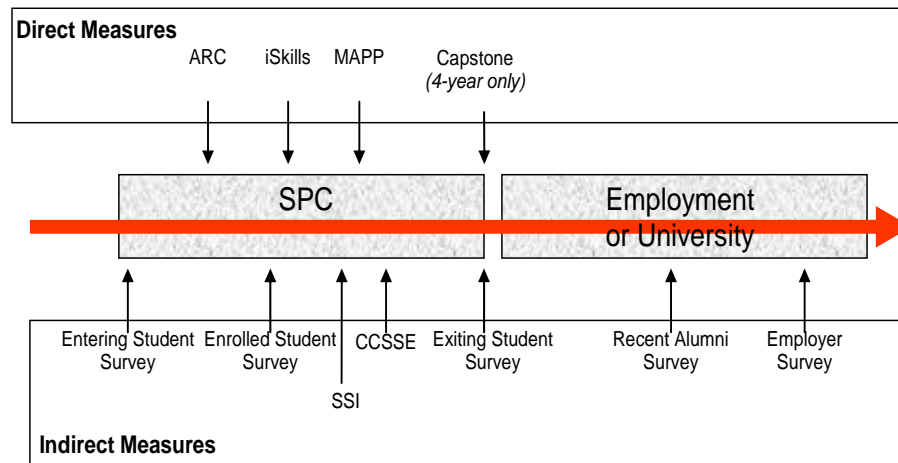 Direct Measures
ARC iSkills MAPP Capstone
(4-year only)
SPC Employment
or University
Entering Student Enrolled Student CCSSE Exiting Student Recent Alumni Employer
Survey Survey Survey Survey Survey
SSI
Indirect Measures